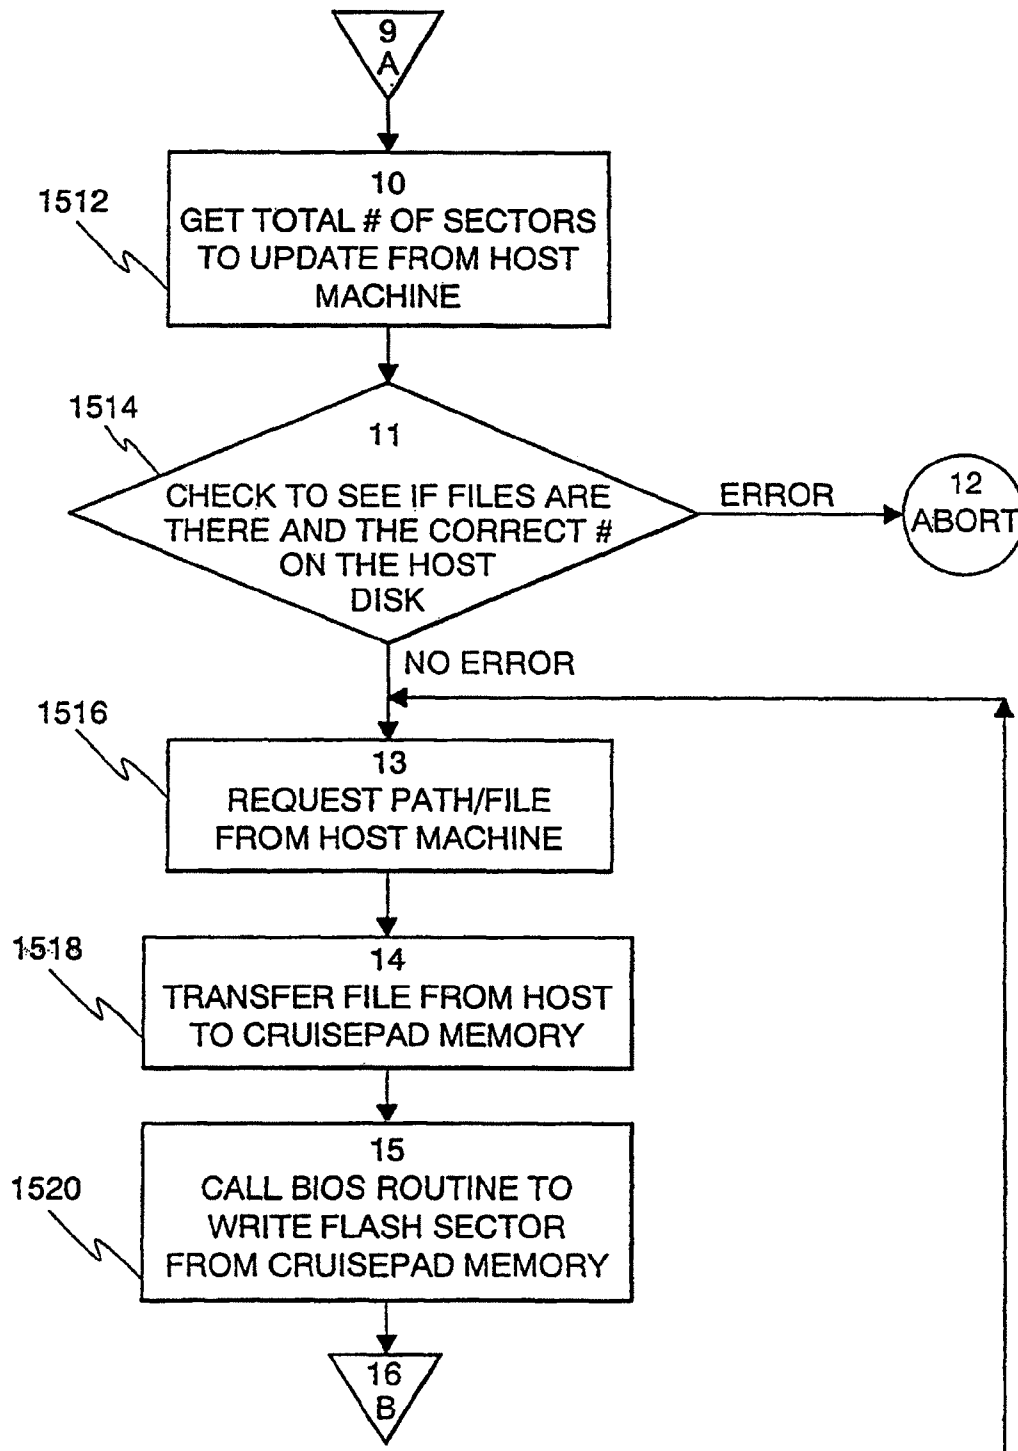 9
A
1512
10
GET TOTAL # OF SECTORS
TO UPDATE FROM HOST
MACHINE
1514
11
CHECK TO SEE IF FILES ARE
THERE AND THE CORRECT #
ON THE HOST
DISK
ERROR
12
ABORT
NO ERROR
1516
13
REQUEST PATH/FILE
FROM HOST MACHINE
1518
14
TRANSFER FILE FROM HOST
TO CRUISEPAD MEMORY
1520
15
CALL BIOS ROUTINE TO
WRITE FLASH SECTOR
FROM CRUISEPAD MEMORY
16
B